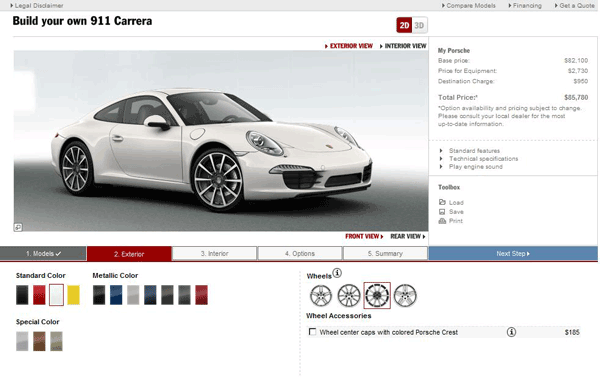 Legal Disclaimer
Compare Models
Financing
Get a Quote
Build your own 911 Carrera
2D
3D
EXTERIOR VIEW
INTERIOR VIEW
My Porsche
Base price: $82,100
Price for Equipment: $2,730
Destination Charge: $950
Total Price:* $85,780
*Option availability and pricing subject to change.
Please consult your local dealer for the most
up-to-date information.
Standard features
Technical specifications
Play engine sound
Toolbox
Load
Save
Print
FRONT VIEW
REAR VIEW
1. Models
2. Exterior
3. Interior
4. Options
5. Summary
Next Step
Standard Color
Metallic Color
Special Color
Wheels
Wheel Accessories
Wheel center caps with colored Porsche Crest $185